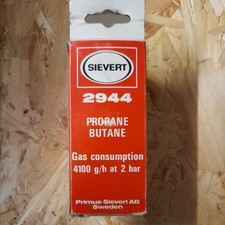 SIEVERT
2944
PROPANE
BUTANE
Gas consumption
4100 g/h at 2 bar
Primus-Sievert AB
Sweden